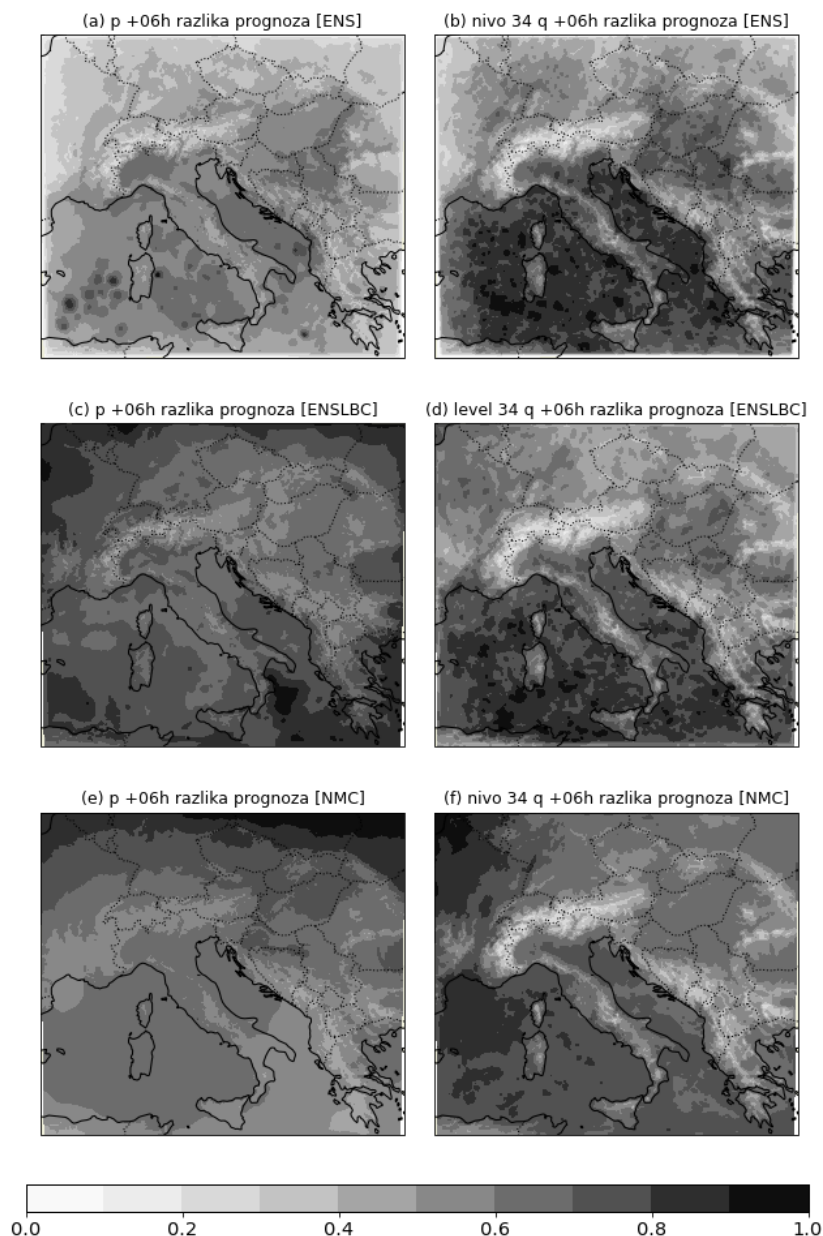 (a) p +06h razlika prognoza [ENS]
(b) nivo 34 q +06h razlika prognoza [ENS]
(c) p +06h razlika prognoza [ENSLBC]
(d) level 34 q +06h razlika prognoza [ENSLBC]
(e) p +06h razlika prognoza [NMC]
(f) nivo 34 q +06h razlika prognoza [NMC]
0.0 0.2 0.4 0.6 0.8 1.0